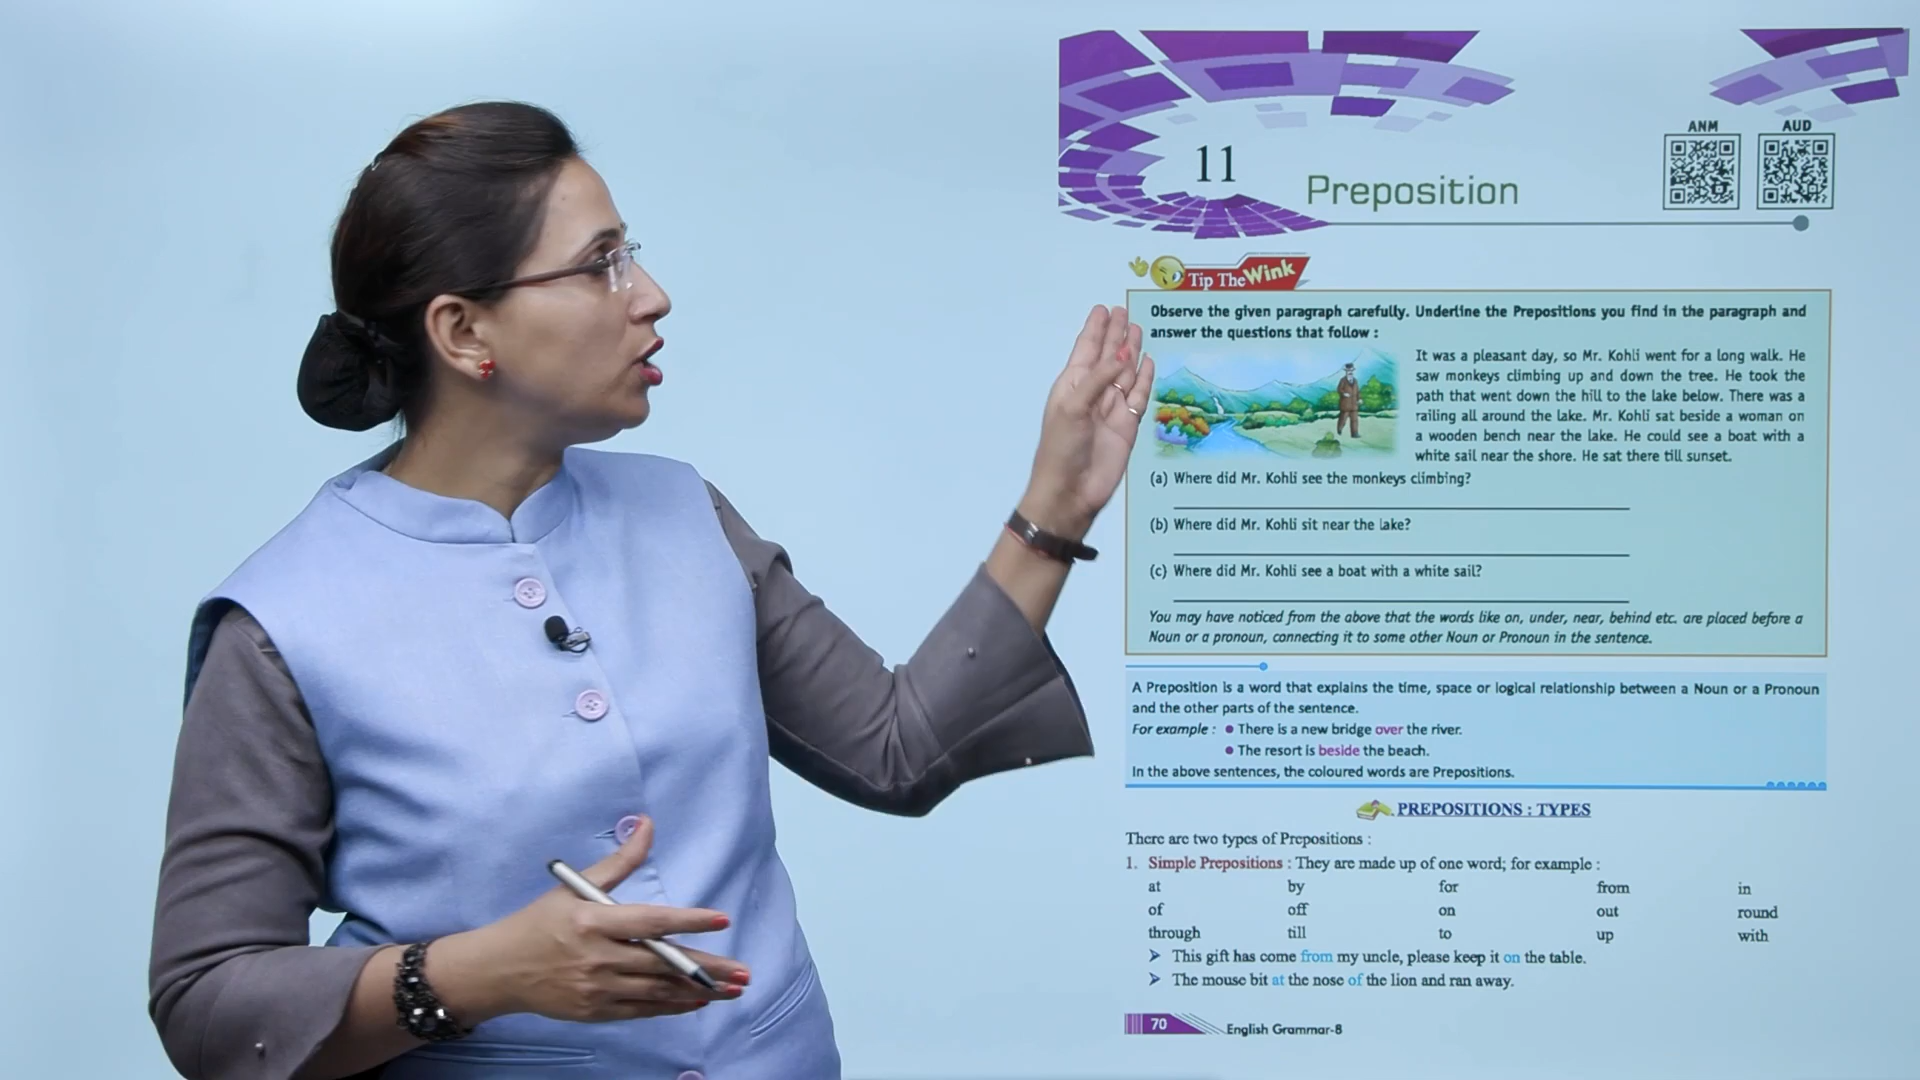 11
Preposition
ANM
AUD
Tip The Wink
Observe the given paragraph carefully. Underline the Prepositions you find in the paragraph and
answer the questions that follow :
It was a pleasant day, so Mr. Kohli went for a long walk. He
saw monkeys climbing up and down the tree. He took the
path that went down the hill to the lake below. There was a
railing all around the lake. Mr. Kohli sat beside a woman on
a wooden bench near the lake. He could see a boat with a
white sail near the shore. He sat there till sunset.
(a) Where did Mr. Kohli see the monkeys climbing?
(b) Where did Mr. Kohli sit near the lake?
(c) Where did Mr. Kohli see a boat with a white sail?
You may have noticed from the above that the words like on, under, near, behind etc. are placed before a
Noun or a pronoun, connecting it to some other Noun or Pronoun in the sentence.
A Preposition is a word that explains the time, space or logical relationship between a Noun or a Pronoun
and the other parts of the sentence.
For example : • There is a new bridge over the river.
• The resort is beside the beach.
In the above sentences, the coloured words are Prepositions.
PREPOSITIONS : TYPES
There are two types of Prepositions :
1. Simple Prepositions : They are made up of one word; for example :
at by for from in
of off on out round
through till to up with
➤ This gift has come from my uncle, please keep it on the table.
➤ The mouse bit at the nose of the lion and ran away.
70 English Grammar-8